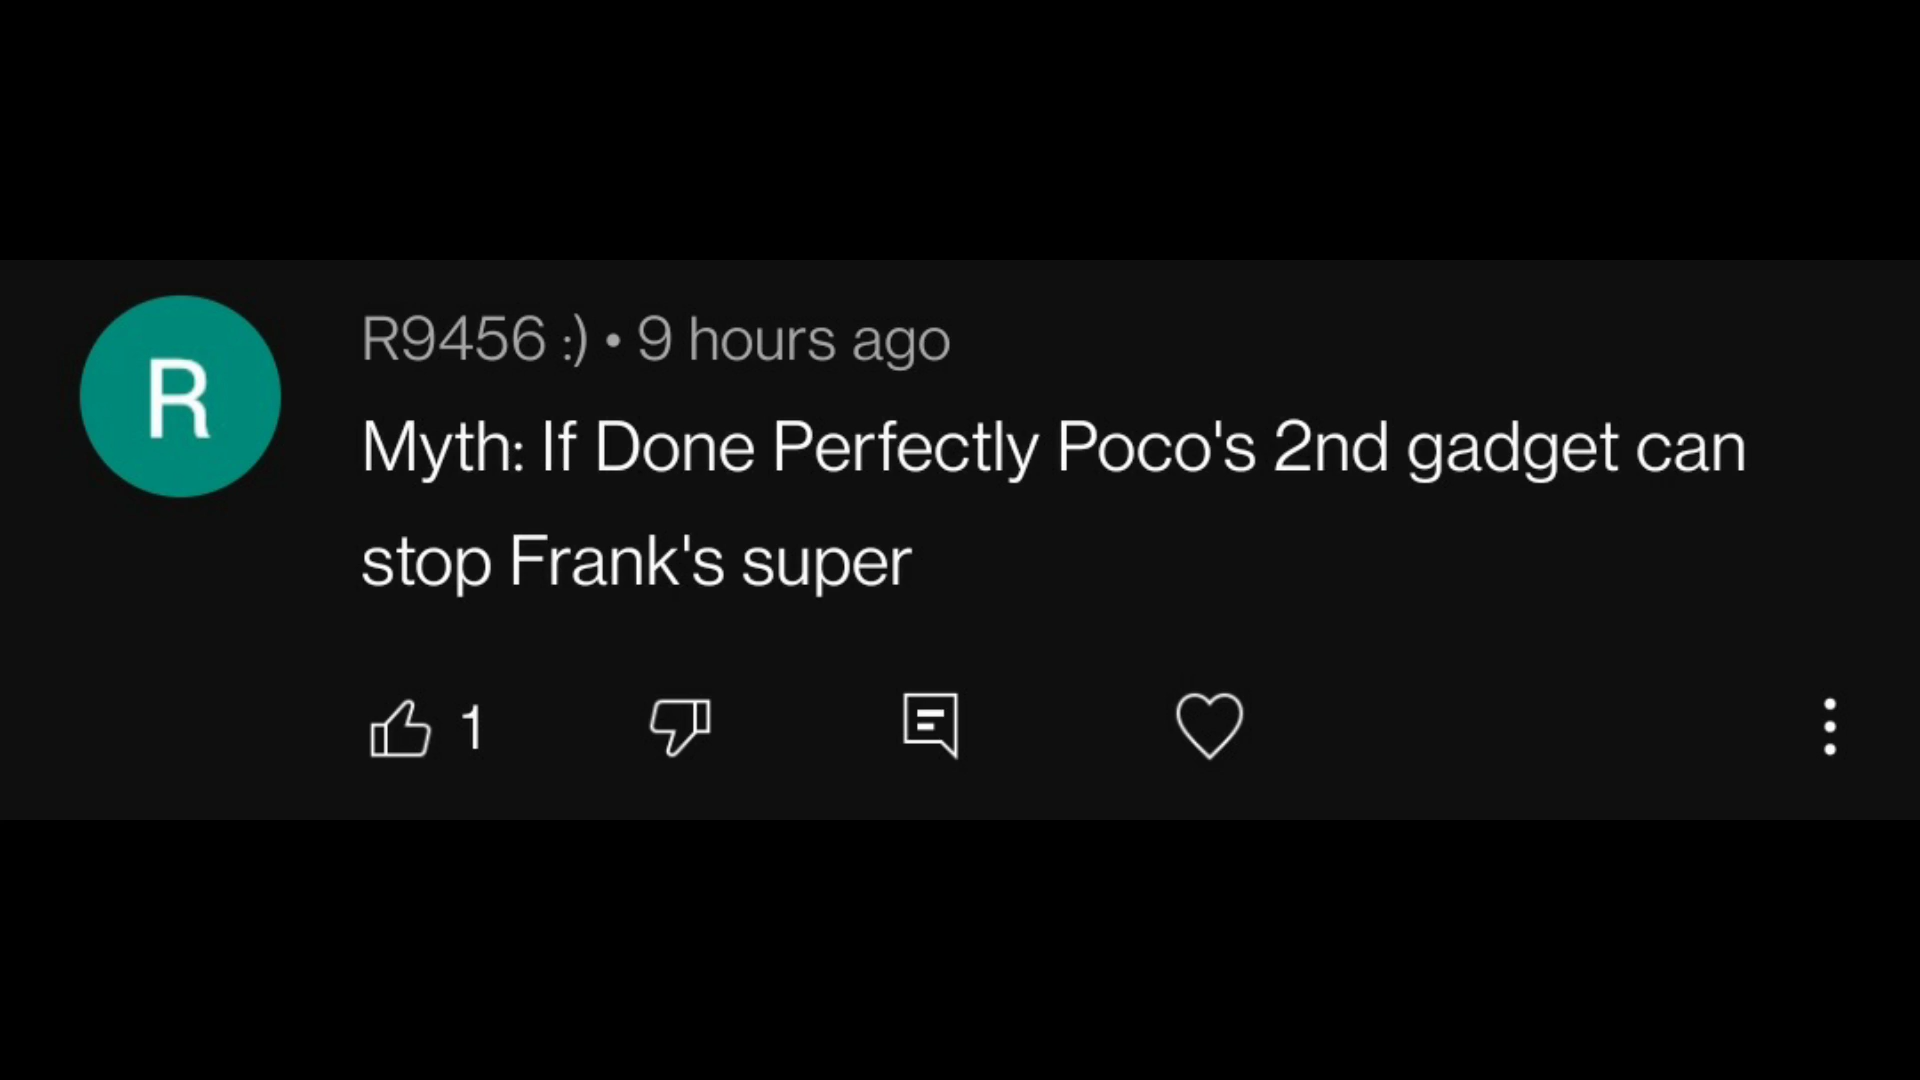 R
R9456 :) • 9 hours ago
Myth: If Done Perfectly Poco's 2nd gadget can
stop Frank's super
1